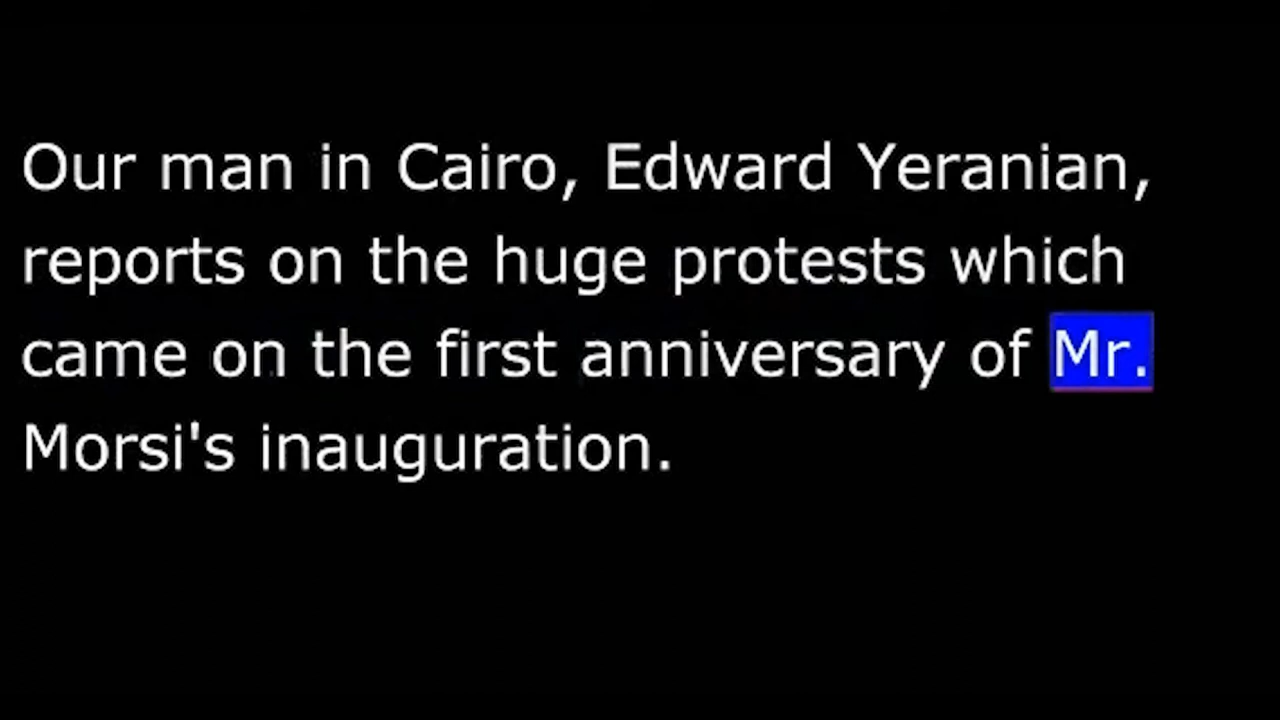 Our man in Cairo, Edward Yeranian,
reports on the huge protests which
came on the first anniversary of Mr.
Morsi's inauguration.